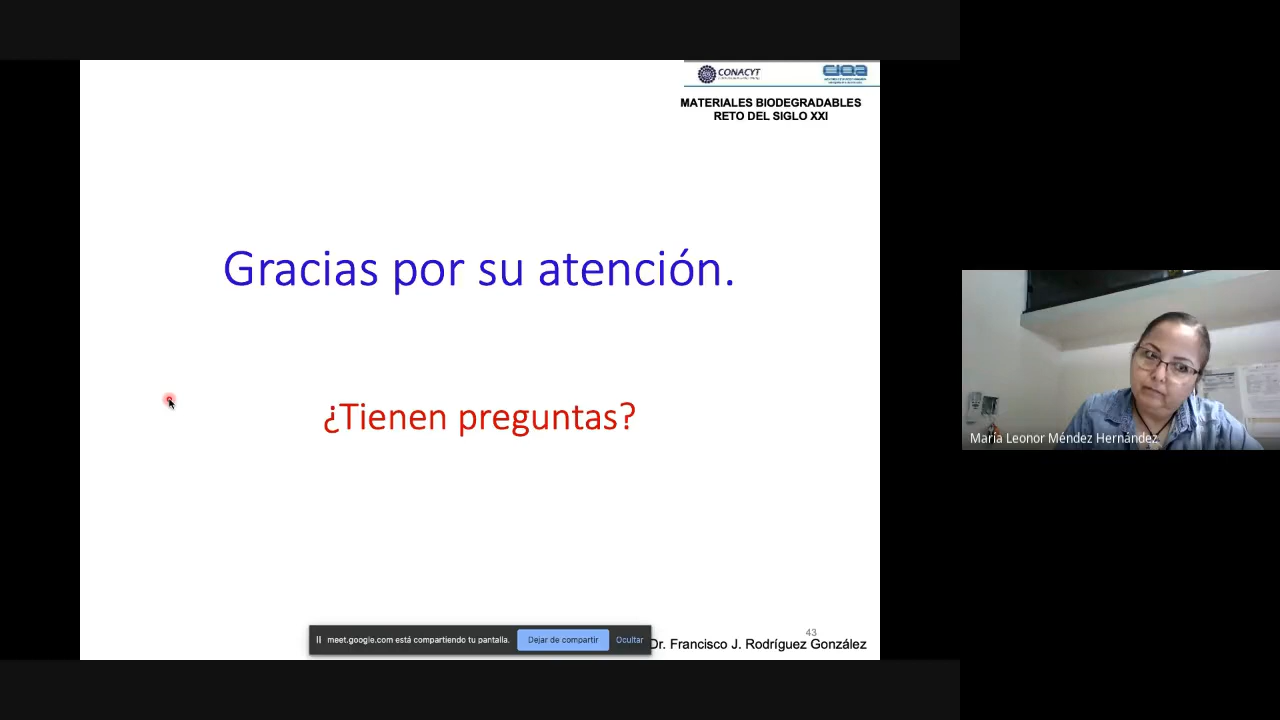 CONACYT
CIQA
MATERIALES BIODEGRADABLES
RETO DEL SIGLO XXI
Gracias por su atención.
¿Tienen preguntas?
María Leonor Méndez Hernández
43
meet.google.com está compartiendo tu pantalla.
Dejar de compartir
Ocultar
Dr. Francisco J. Rodríguez González